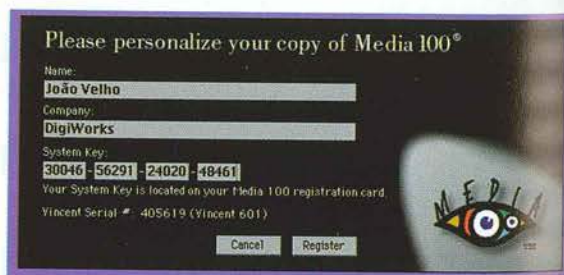 Please personalize your copy of Media 100®
Name:
João Velho
Company:
DigiWorks
System Key:
30046 - 56291 - 24020 - 48461
Your System Key is located on your Media 100 registration card.
Vincent Serial #: 405619 (Vincent 601)
Cancel Register
MEDIA